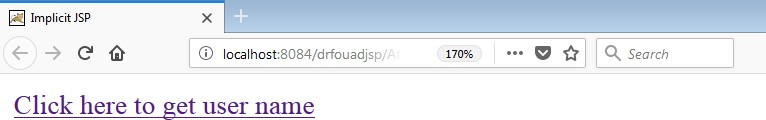 Implicit JSP
localhost:8084/drfouadjsp/
170%
Search
Click here to get user name